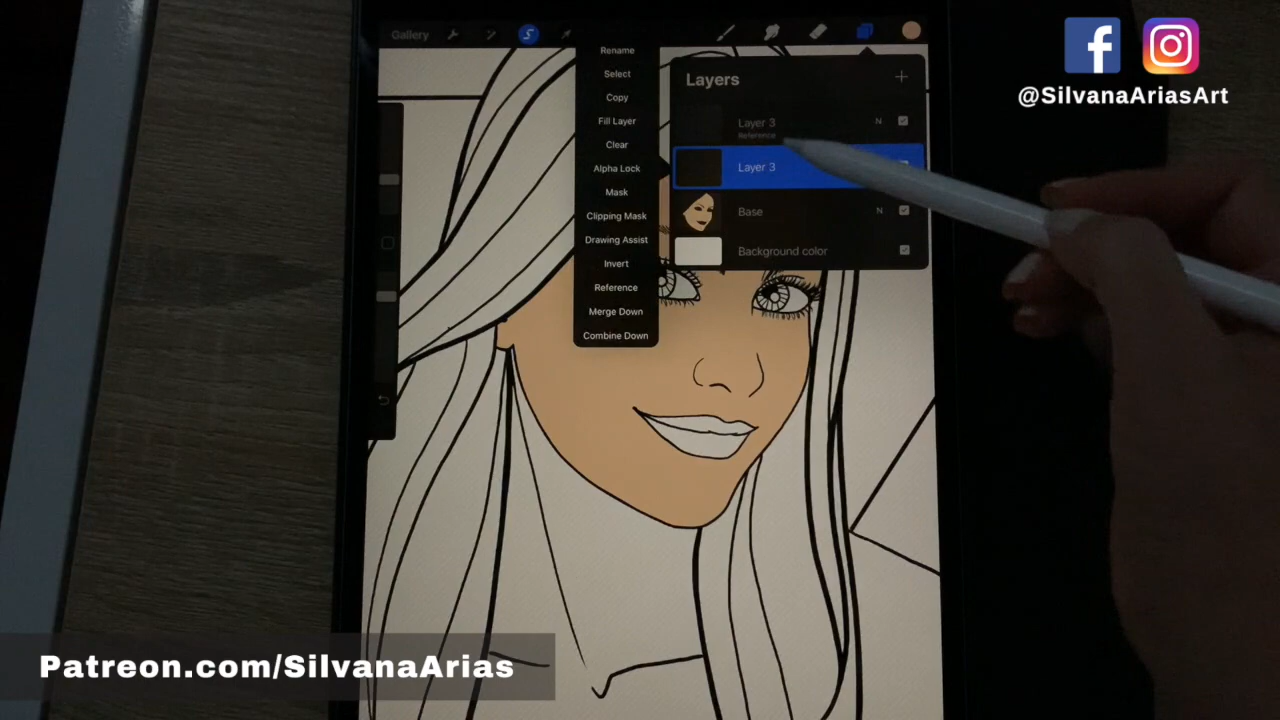 Gallery
Rename
Select
Copy
Fill Layer
Clear
Alpha Lock
Mask
Clipping Mask
Drawing Assist
Invert
Reference
Merge Down
Combine Down
Layers
Layer 3
N
Reference
Layer 3
Base
N
Background color
@SilvanaAriasArt
Patreon.com/SilvanaArias